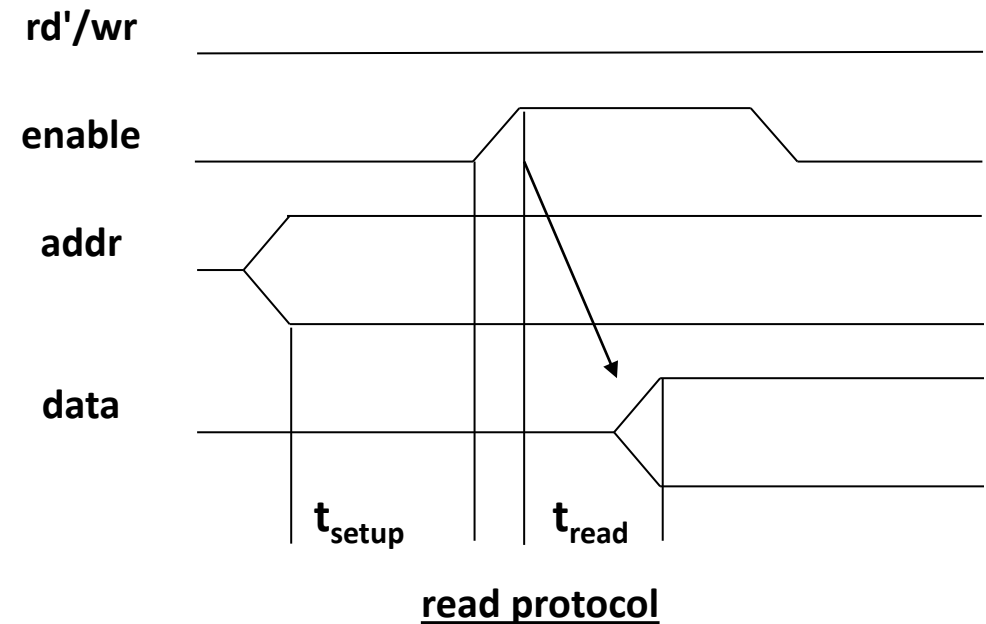 rd'/wr
enable
addr
data
t_setup t_read
read protocol